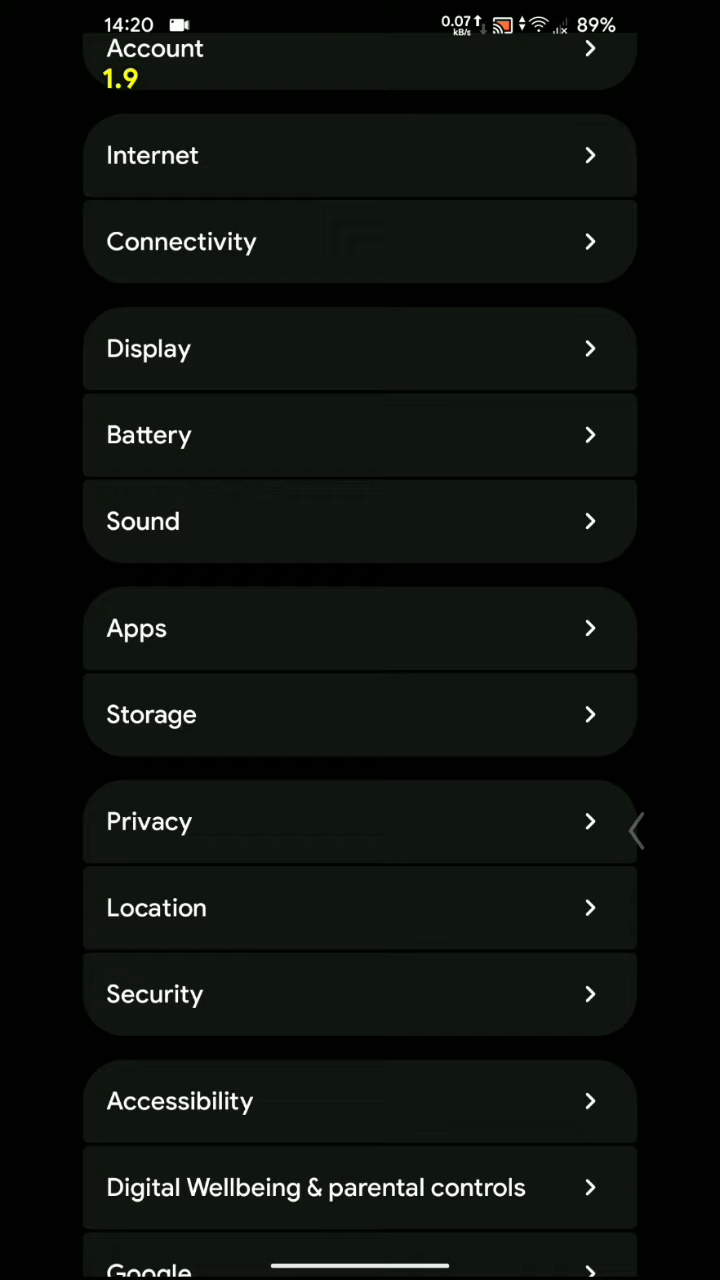 14:20
0.07
kB/s
89%
Account
1.9
Internet
Connectivity
Display
Battery
Sound
Apps
Storage
Privacy
Location
Security
Accessibility
Digital Wellbeing & parental controls
Google